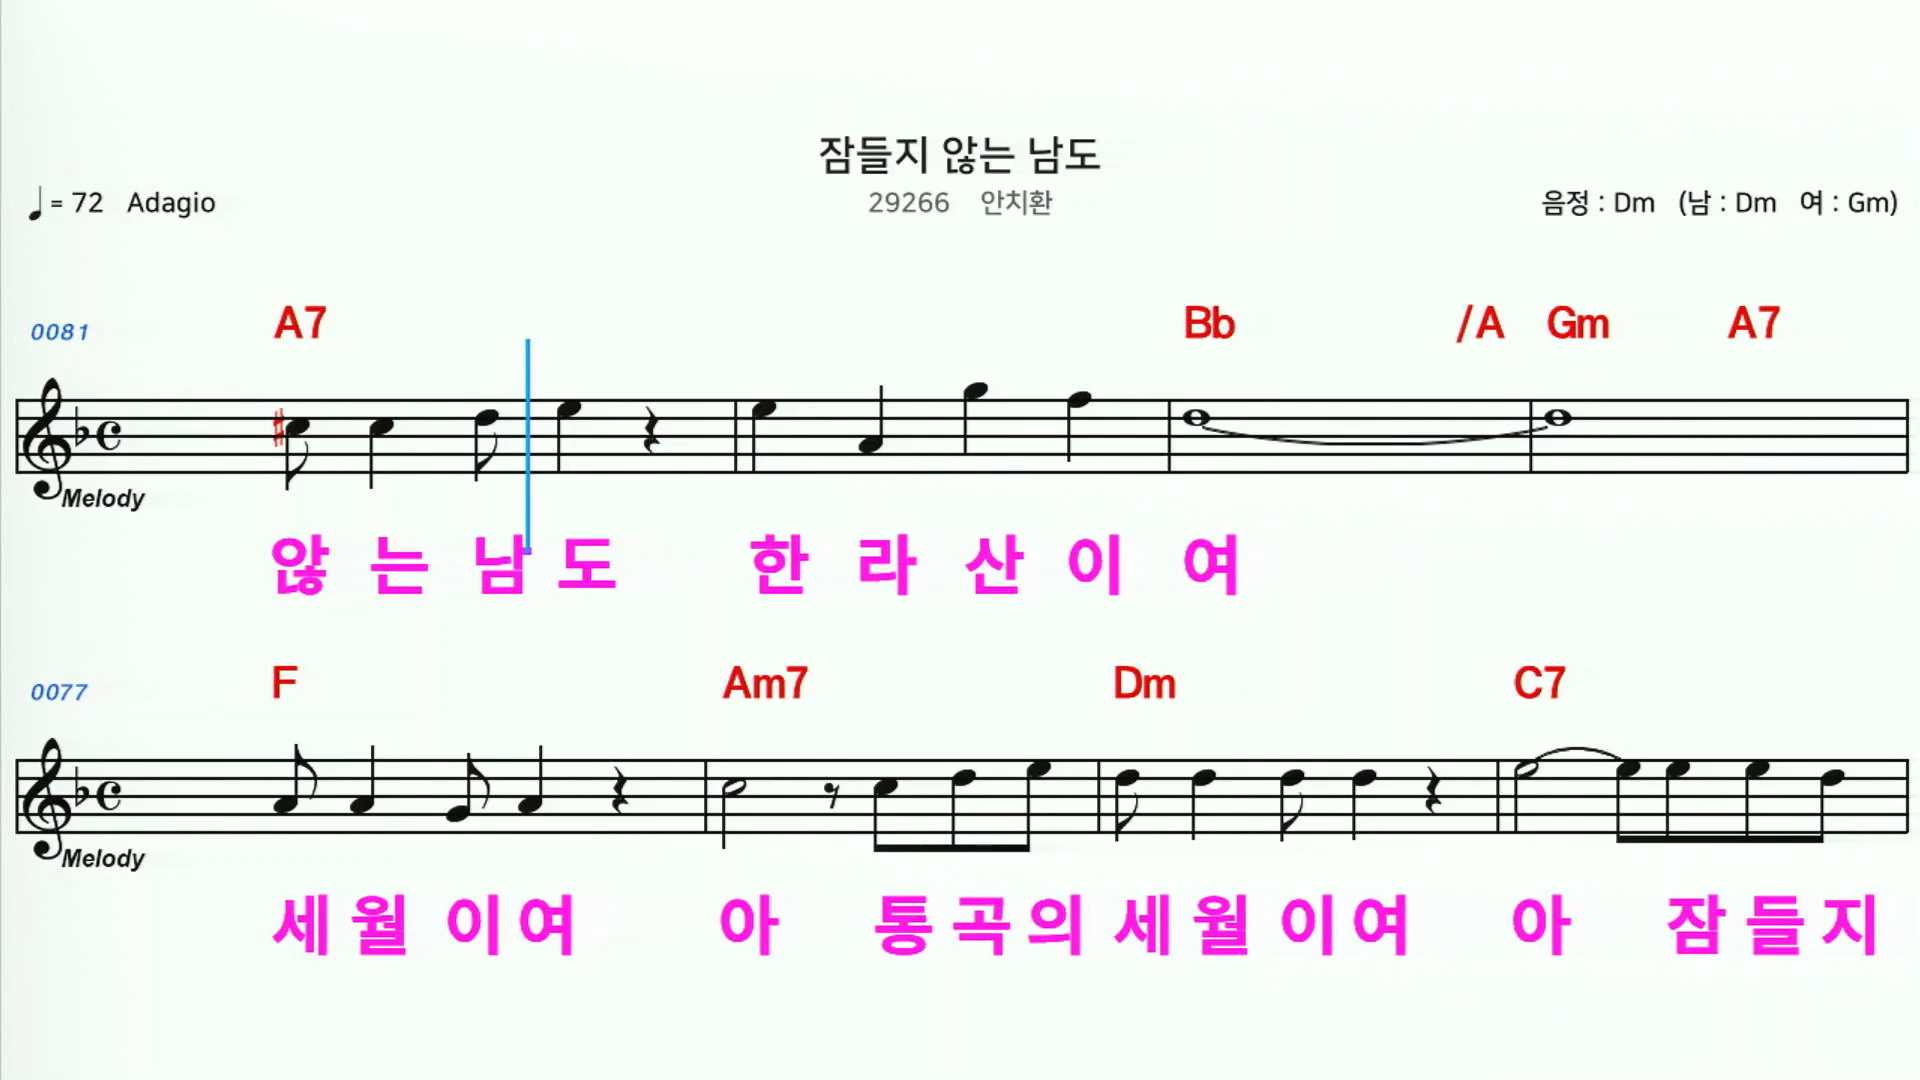 잠들지 않는 남도
= 72 Adagio 29266 안치환 음정 : Dm (남 : Dm 여 : Gm)
0081 A7 Bb /A Gm A7
Melody
않 는 남 도 한 라 산 이 여
0077 F Am7 Dm C7
Melody
세 월 이 여 아 통 곡 의 세 월 이 여 아 잠 들 지